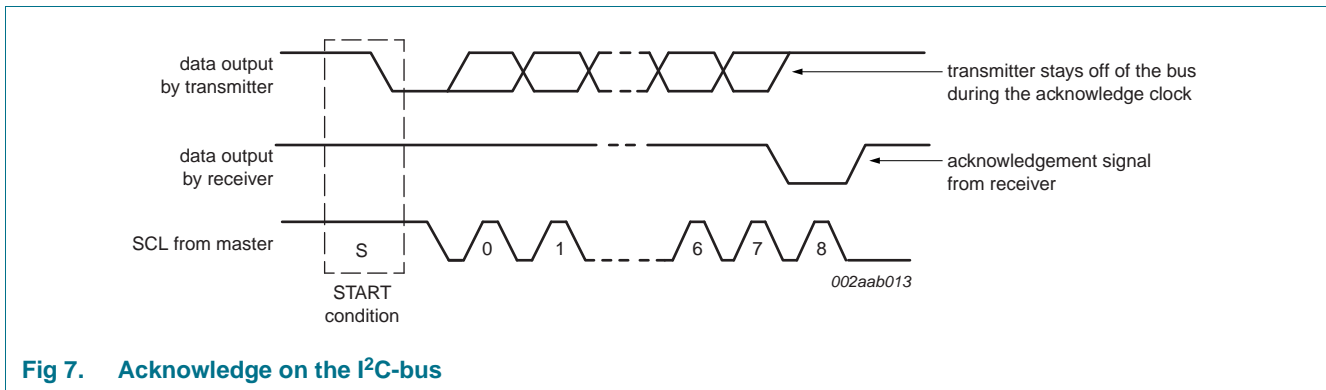 data output
by transmitter
transmitter stays off of the bus
during the acknowledge clock
data output
by receiver
acknowledgement signal
from receiver
SCL from master
S
0
1
6
7
8
002aab013
START
condition
Fig 7. Acknowledge on the I²C-bus